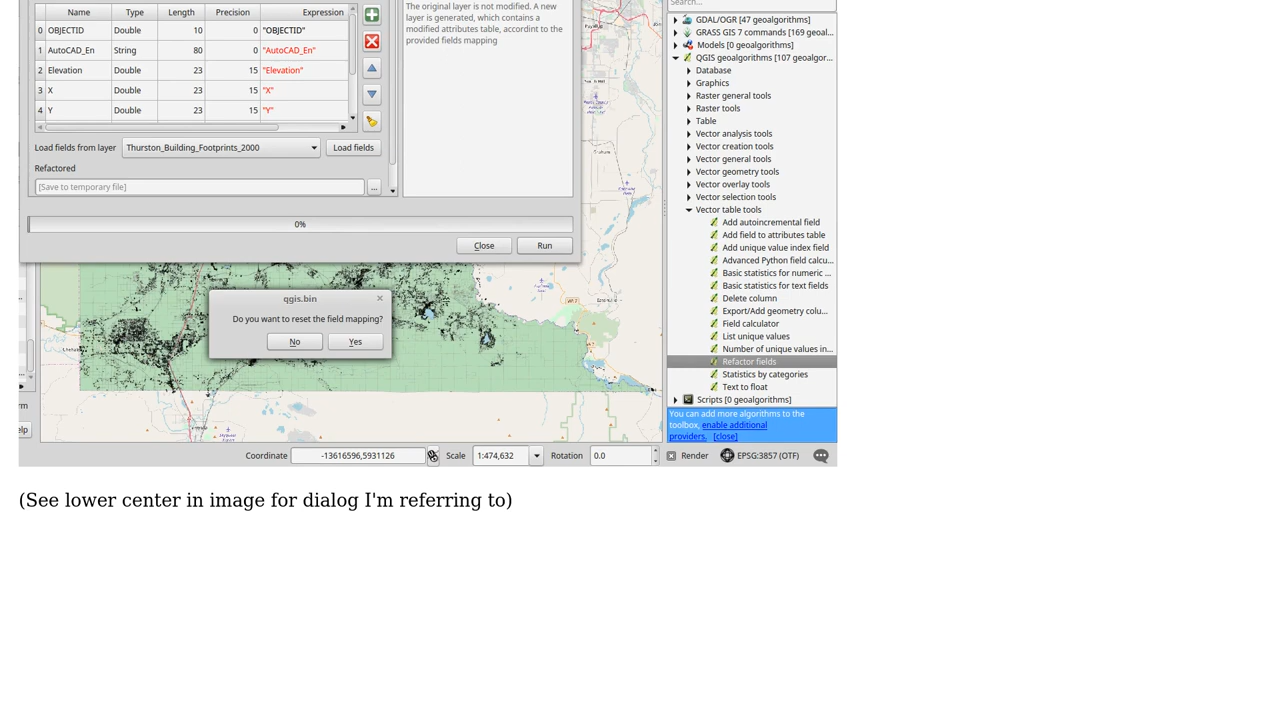 Search...
Name Type Length Precision Expression
0 OBJECTID Double 10 0 "OBJECTID"
1 AutoCAD_En String 80 0 "AutoCAD_En"
2 Elevation Double 23 15 "Elevation"
3 X Double 23 15 "X"
4 Y Double 23 15 "Y"
Load fields from layer Thurston_Building_Footprints_2000 Load fields
Refactored
[Save to temporary file] ...
The original layer is not modified. A new
layer is generated, which contains a
modified attributes table, accordint to the
provided fields mapping
0%
Close Run
qgis.bin
Do you want to reset the field mapping?
No Yes
GDAL/OGR [47 geoalgorithms]
GRASS GIS 7 commands [169 geoal...
Models [0 geoalgorithms]
QGIS geoalgorithms [107 geoalgor...
Database
Graphics
Raster general tools
Raster tools
Table
Vector analysis tools
Vector creation tools
Vector general tools
Vector geometry tools
Vector overlay tools
Vector selection tools
Vector table tools
Add autoincremental field
Add field to attributes table
Add unique value index field
Advanced Python field calcu...
Basic statistics for numeric ...
Basic statistics for text fields
Delete column
Export/Add geometry colu...
Field calculator
List unique values
Number of unique values in...
Refactor fields
Statistics by categories
Text to float
Scripts [0 geoalgorithms]
You can add more algorithms to the
toolbox, enable additional
providers. [close]
Coordinate -13616596,5931126 Scale 1:474,632 Rotation 0.0 Render EPSG:3857 (OTF)
(See lower center in image for dialog I'm referring to)